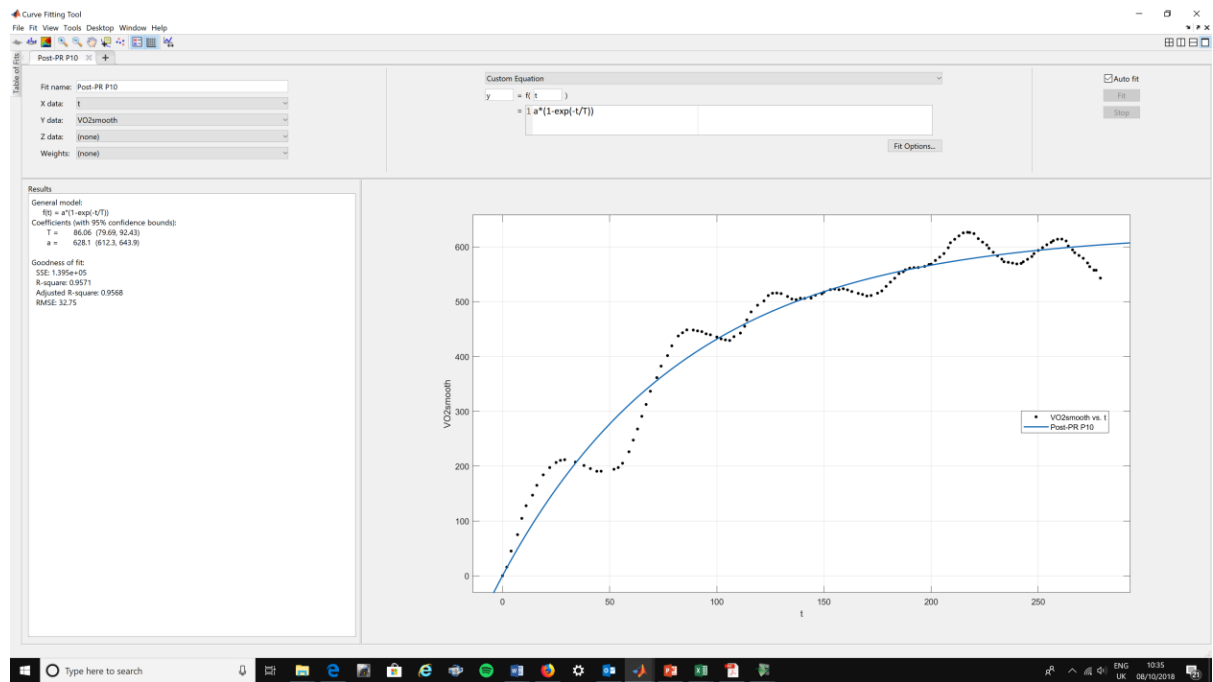 Curve Fitting Tool
File Fit View Tools Desktop Window Help
Table of Fits
Post-PR P10
Fit name: Post-PR P10
X data: t
Y data: VO2smooth
Z data: (none)
Weights: (none)
Custom Equation
y = f( t )
= 1 a*(1-exp(-t/T))
Fit Options...
Auto fit
Fit
Stop
Results
General model:
f(t) = a*(1-exp(-t/T))
Coefficients (with 95% confidence bounds):
T = 86.06 (79.69, 92.43)
a = 628.1 (612.3, 643.9)
Goodness of fit:
SSE: 1.395e+05
R-square: 0.9571
Adjusted R-square: 0.9568
RMSE: 32.75
600
500
400
300
200
100
0
VO2smooth
0 50 100 150 200 250
t
VO2smooth vs. t
Post-PR P10
Type here to search
ENG
UK
10:35
08/10/2018
21